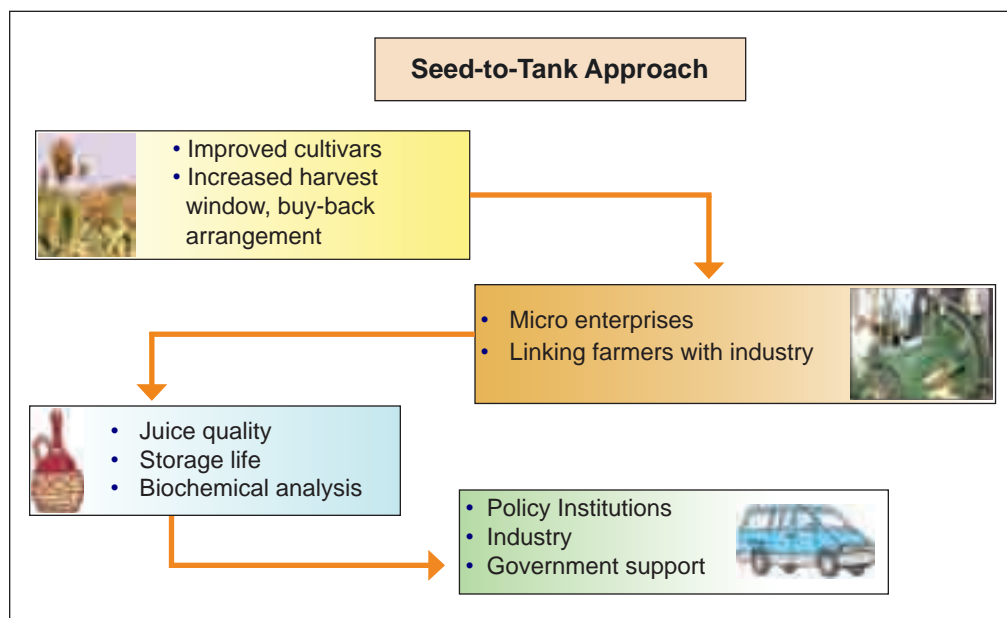 Seed-to-Tank Approach
• Improved cultivars
• Increased harvest
window, buy-back
arrangement
• Micro enterprises
• Linking farmers with industry
• Juice quality
• Storage life
• Biochemical analysis
• Policy Institutions
• Industry
• Government support